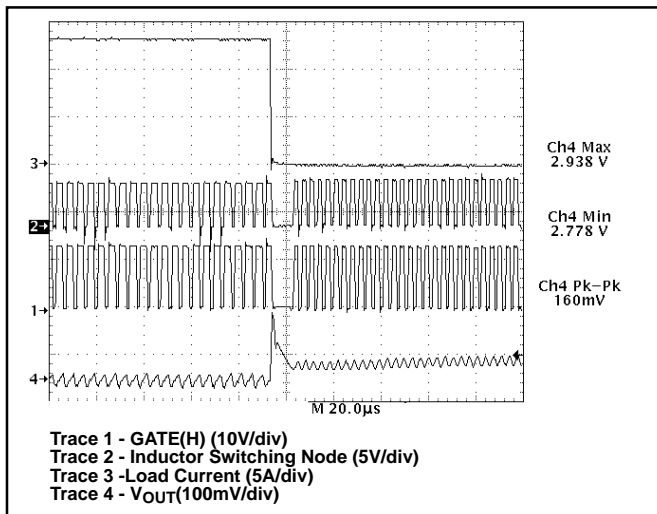 3→
Ch4 Max
2.938 V
2→
Ch4 Min
2.778 V
Ch4 Pk–Pk
160mV
1→
4→
M 20.0µs
Trace 1 - GATE(H) (10V/div)
Trace 2 - Inductor Switching Node (5V/div)
Trace 3 -Load Current (5A/div)
Trace 4 - VOUT(100mV/div)